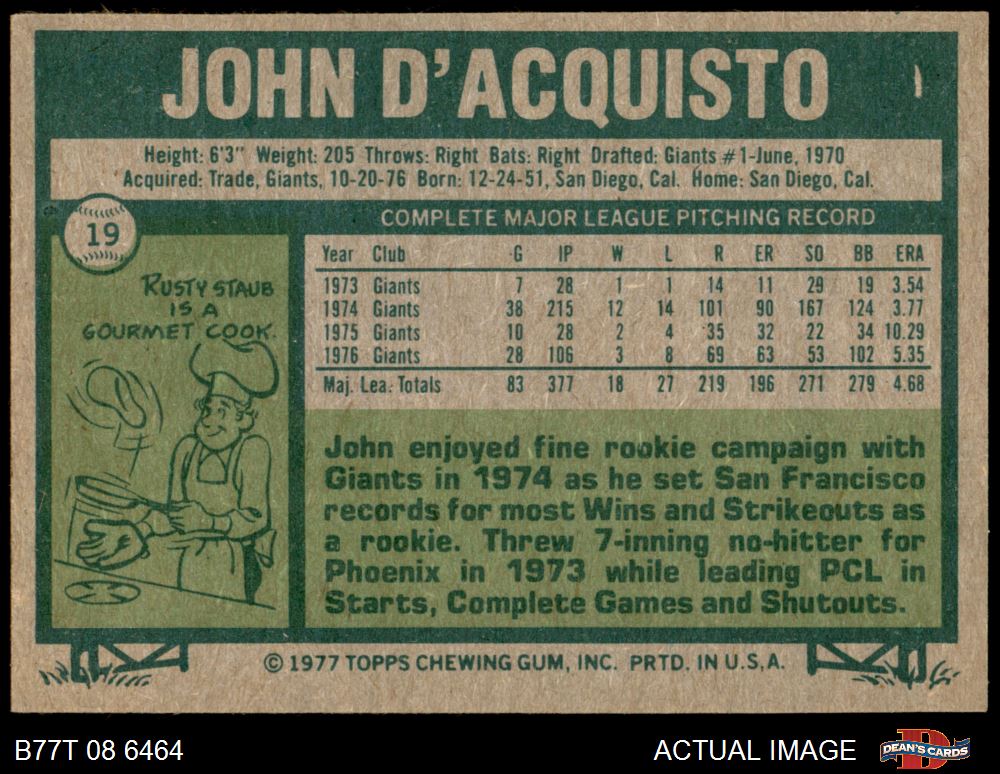 JOHN D'ACQUISTO
Height: 6'3" Weight: 205 Throws: Right Bats: Right Drafted: Giants #1-June, 1970
Acquired: Trade, Giants, 10-20-76 Born: 12-24-51, San Diego, Cal. Home: San Diego, Cal.
19
COMPLETE MAJOR LEAGUE PITCHING RECORD
Year Club G IP W L R ER SO BB ERA
1973 Giants 7 28 1 1 14 11 29 19 3.54
1974 Giants 38 215 12 14 101 90 167 124 3.77
1975 Giants 10 28 2 4 35 32 22 34 10.29
1976 Giants 28 106 3 8 69 63 53 102 5.35
Maj. Lea. Totals 83 377 18 27 219 196 271 279 4.68
RUSTY STAUB
IS A
GOURMET COOK.
John enjoyed fine rookie campaign with
Giants in 1974 as he set San Francisco
records for most Wins and Strikeouts as
a rookie. Threw 7-inning no-hitter for
Phoenix in 1973 while leading PCL in
Starts, Complete Games and Shutouts.
© 1977 TOPPS CHEWING GUM, INC. PRTD. IN U.S.A.
B77T 08 6464
ACTUAL IMAGE
DEAN'S CARDS